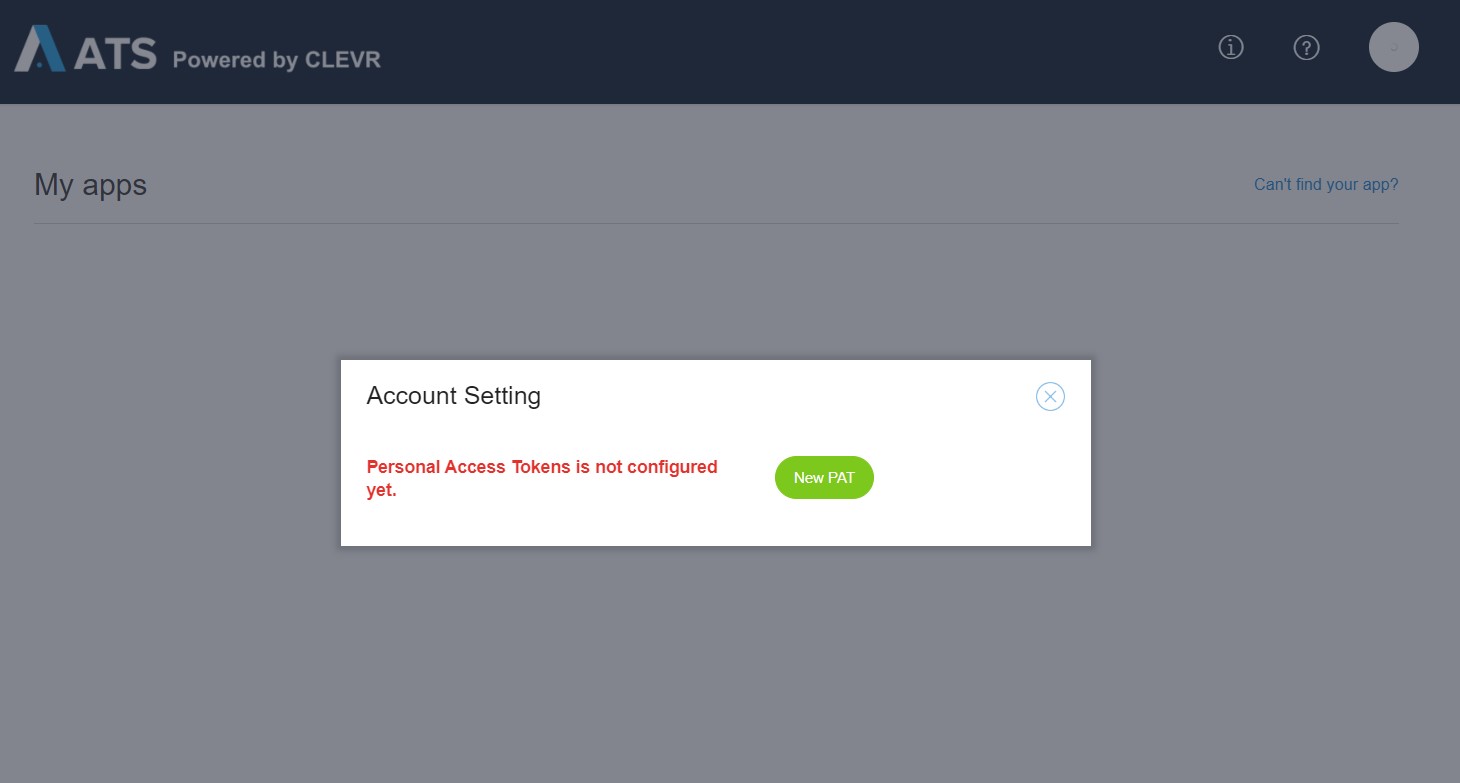 ATS Powered by CLEVR
My apps
Can't find your app?
Account Setting
Personal Access Tokens is not configured
yet.
New PAT